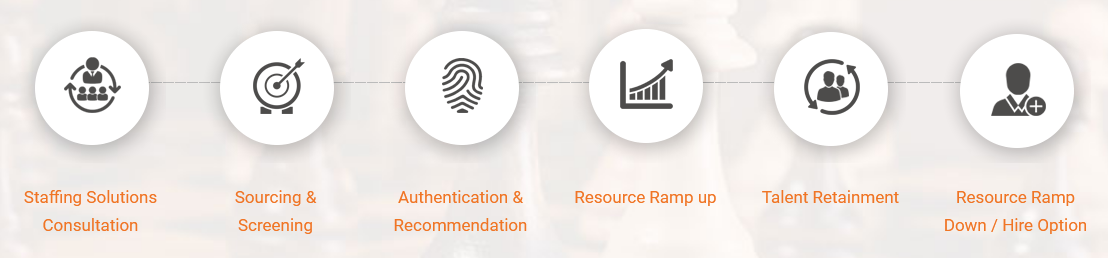 Staffing Solutions
Consultation
Sourcing &
Screening
Authentication &
Recommendation
Resource Ramp up
Talent Retainment
Resource Ramp
Down / Hire Option